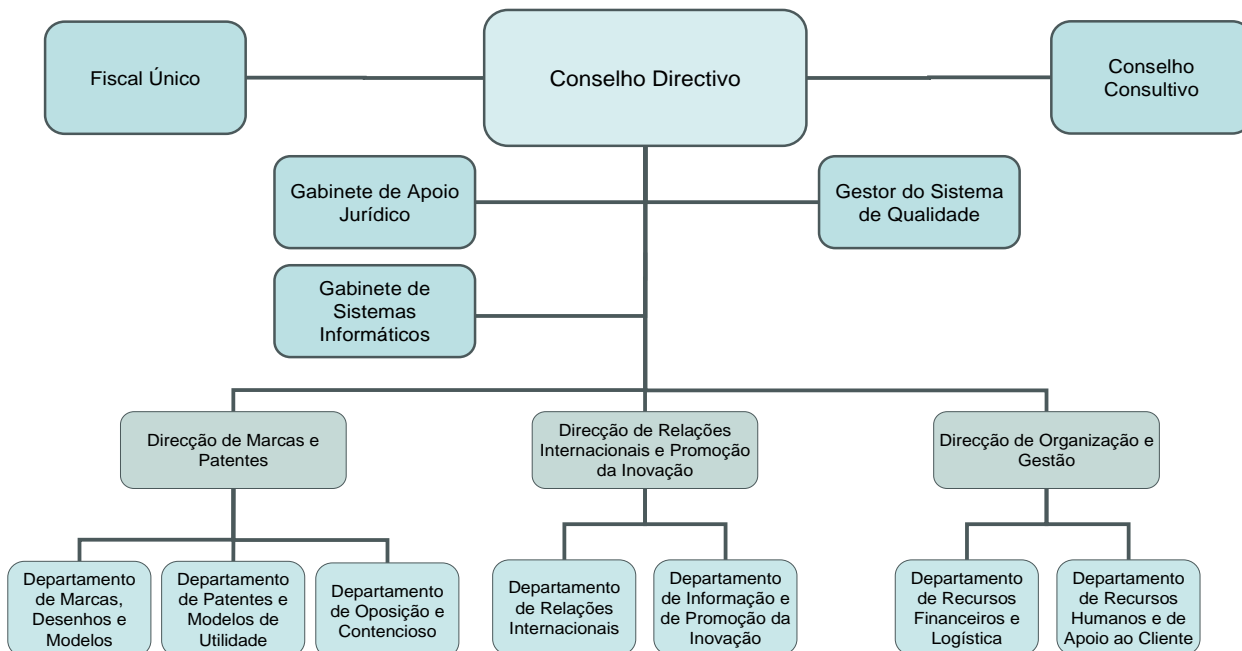 Fiscal Único
Conselho Directivo
Conselho
Consultivo
Gabinete de Apoio
Jurídico
Gestor do Sistema
de Qualidade
Gabinete de
Sistemas
Informáticos
Direcção de Marcas e
Patentes
Direcção de Relações
Internacionais e Promoção
da Inovação
Direcção de Organização e
Gestão
Departamento
de Marcas,
Desenhos e
Modelos
Departamento
de Patentes e
Modelos de
Utilidade
Departamento
de Oposição e
Contencioso
Departamento
de Relações
Internacionais
Departamento
de Informação e
de Promoção da
Inovação
Departamento
de Recursos
Financeiros e
Logística
Departamento
de Recursos
Humanos e de
Apoio ao Cliente